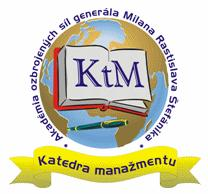 Akadémia ozbrojených síl generála Milana Rastislava Štefánika
KtM
Katedra manažmentu